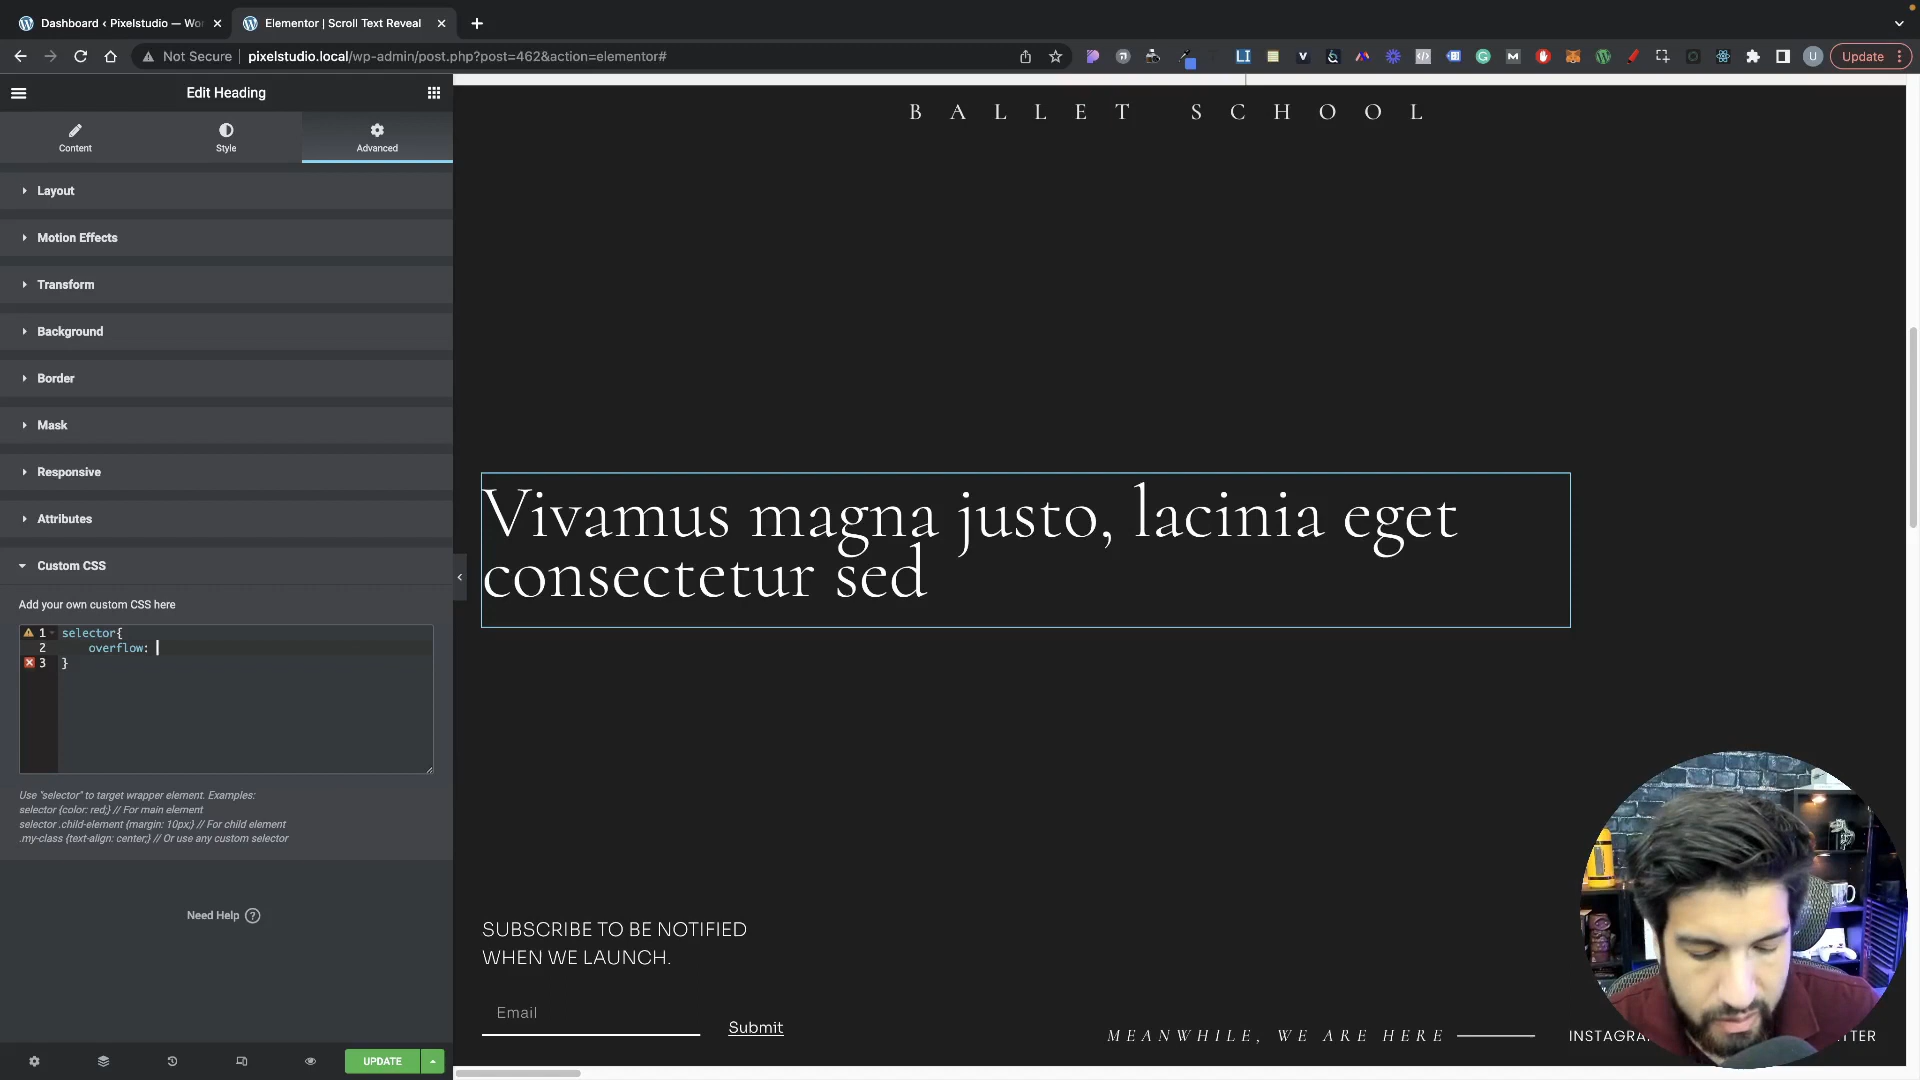 Dashboard ‹ Pixelstudio — Wo
Elementor | Scroll Text Reveal
Not Secure
pixelstudio.local/wp-admin/post.php?post=462&action=elementor#
Update
Edit Heading
Content
Style
Advanced
Layout
Motion Effects
Transform
Background
Border
Mask
Responsive
Attributes
Custom CSS
Add your own custom CSS here
1 selector{
2 overflow:
3 }
Use "selector" to target wrapper element. Examples:
selector {color: red;} // For main element
selector .child-element {margin: 10px;} // For child element
.my-class {text-align: center;} // Or use any custom selector
Need Help
UPDATE
BALLET SCHOOL
Vivamus magna justo, lacinia eget
consectetur sed
SUBSCRIBE TO BE NOTIFIED
WHEN WE LAUNCH.
Email
Submit
MEANWHILE, WE ARE HERE
INSTAGRA
TTER